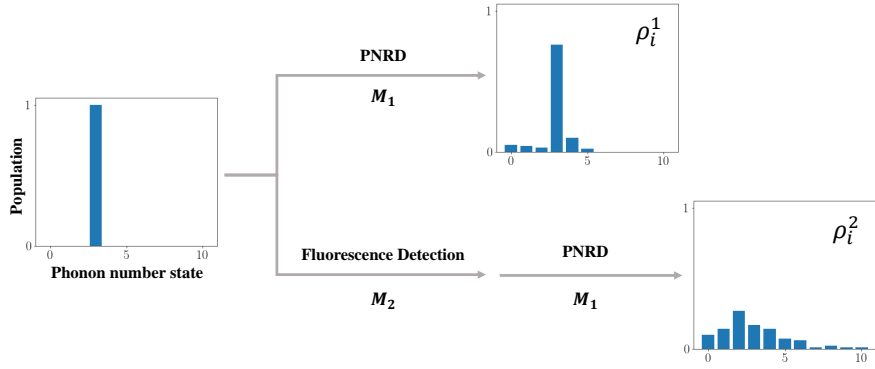 1
Population
0
0 5 10
Phonon number state
PNRD
M₁
1
ρᵢ¹
0
0 5 10
Fluorescence Detection
M₂
PNRD
M₁
1
ρᵢ²
0
0 5 10